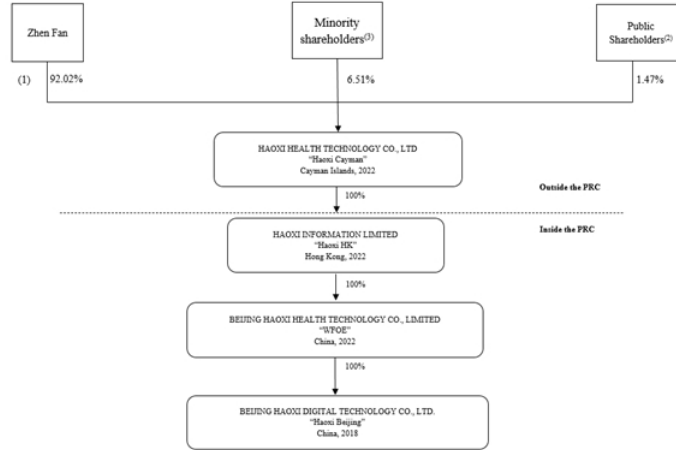 Zhen Fan
Minority
shareholders(3)
Public
Shareholders(2)
(1) 92.02%
6.51%
1.47%
HAOXI HEALTH TECHNOLOGY CO., LTD
“Haoxi Cayman”
Cayman Islands, 2022
100%
Outside the PRC
Inside the PRC
HAOXI INFORMATION LIMITED
“Haoxi HK”
Hong Kong, 2022
100%
BEIJING HAOXI HEALTH TECHNOLOGY CO., LIMITED
“WFOE”
China, 2022
100%
BEIJING HAOXI DIGITAL TECHNOLOGY CO., LTD.
“Haoxi Beijing”
China, 2018